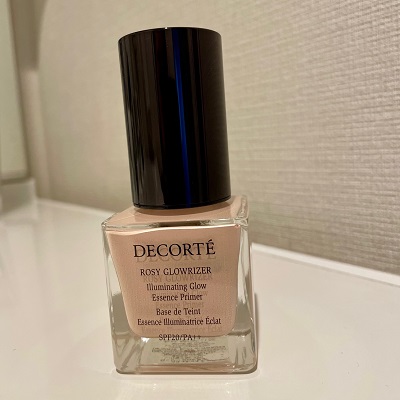 DECORTÉ
ROSY GLOWRIZER
Illuminating Glow
Essence Primer
Base de Teint
Essence Illuminatrice Éclat
SPF20/PA++